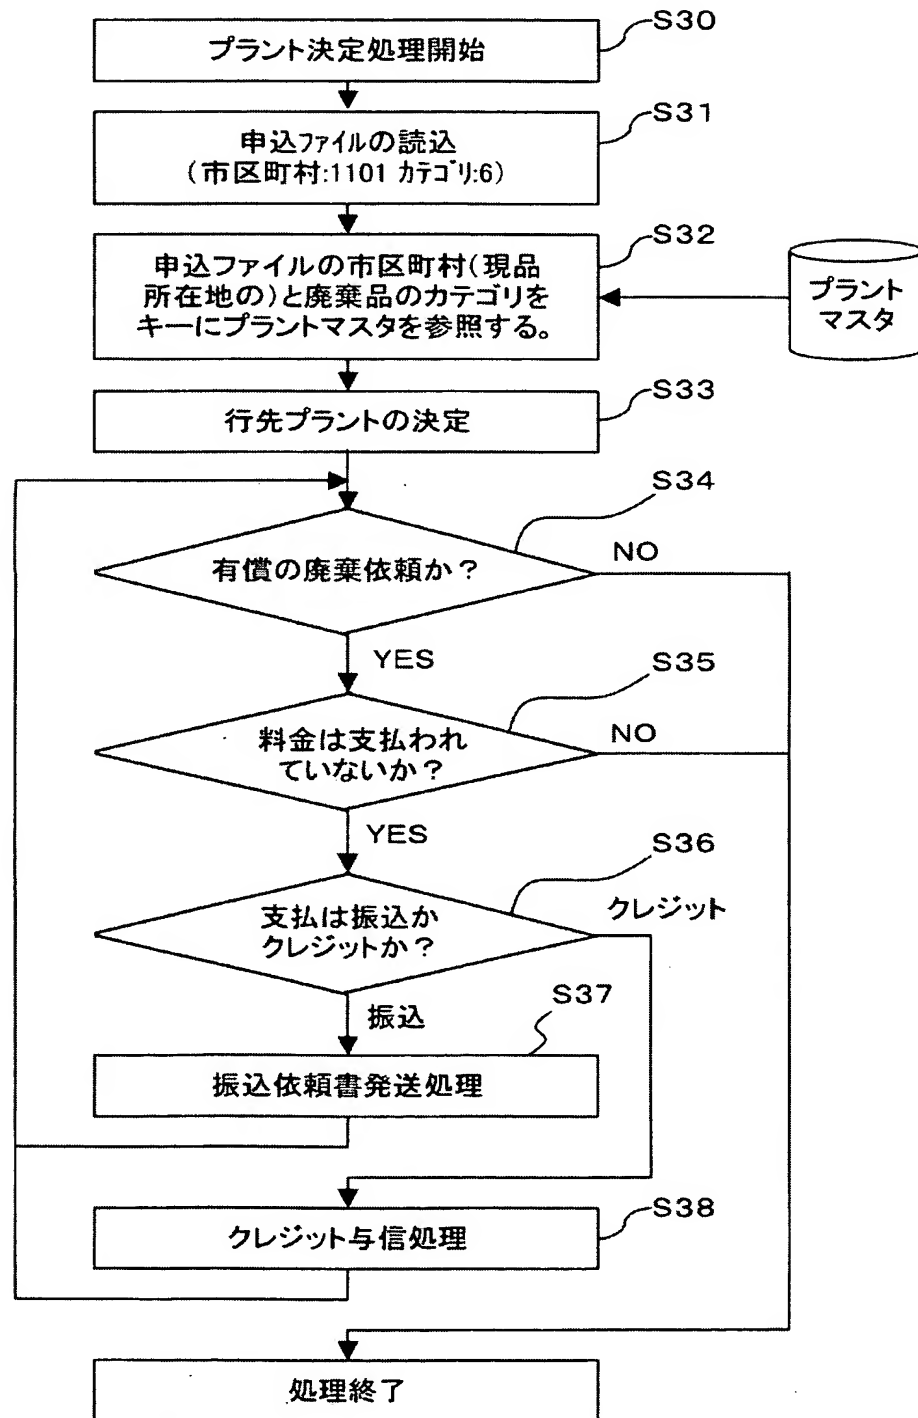 S30
プラント決定処理開始
S31
申込ファイルの読込
(市区町村:1101 カテゴリ:6)
S32
申込ファイルの市区町村(現品
所在地の)と廃棄品のカテゴリを
キーにプラントマスタを参照する。
プラント
マスタ
S33
行先プラントの決定
S34
有償の廃棄依頼か?
NO
YES
S35
料金は支払われ
ていないか?
NO
YES
S36
支払は振込か
クレジットか?
クレジット
振込
S37
振込依頼書発送処理
S38
クレジット与信処理
処理終了